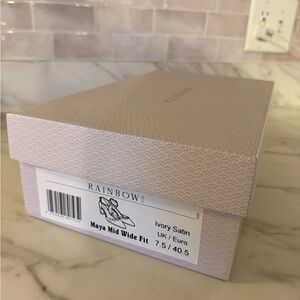 RAINBOW
Maya Mid Wide Fit
Ivory Satin
UK / Euro
7.5 / 40.5